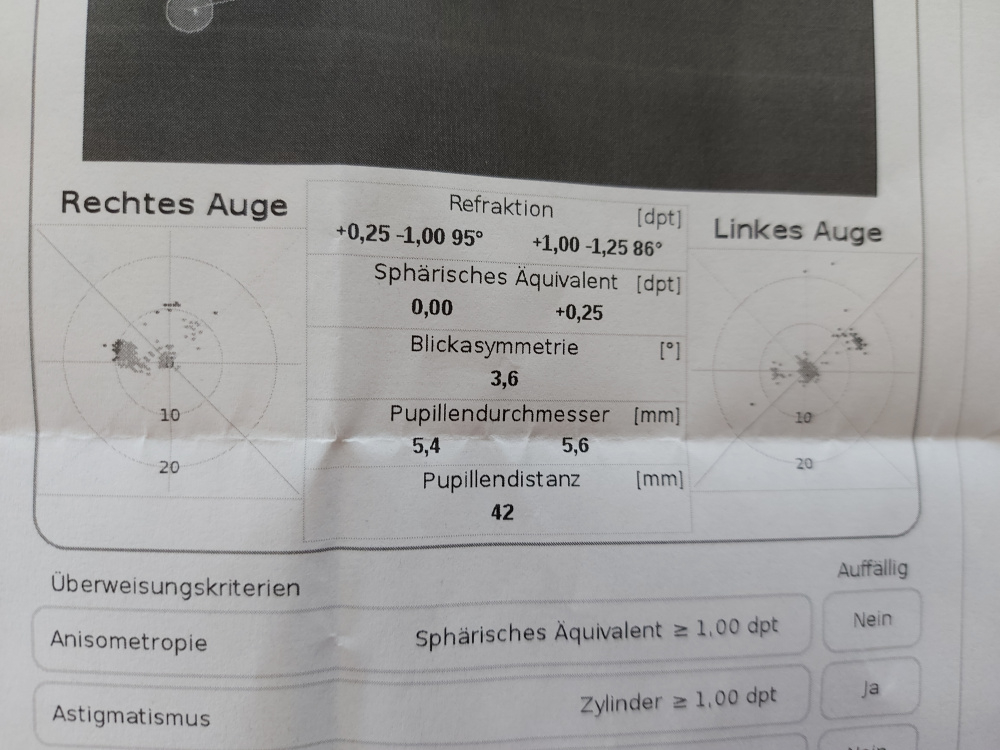 Rechtes Auge
Refraktion [dpt]
+0,25 -1,00 95° +1,00 -1,25 86°
Linkes Auge
Sphärisches Äquivalent [dpt]
0,00 +0,25
Blickasymmetrie [°]
3,6
Pupillendurchmesser [mm]
5,4 5,6
Pupillendistanz [mm]
42
10
20
10
20
Überweisungskriterien
Auffällig
Anisometropie Sphärisches Äquivalent ≥ 1,00 dpt Nein
Astigmatismus Zylinder ≥ 1,00 dpt Ja